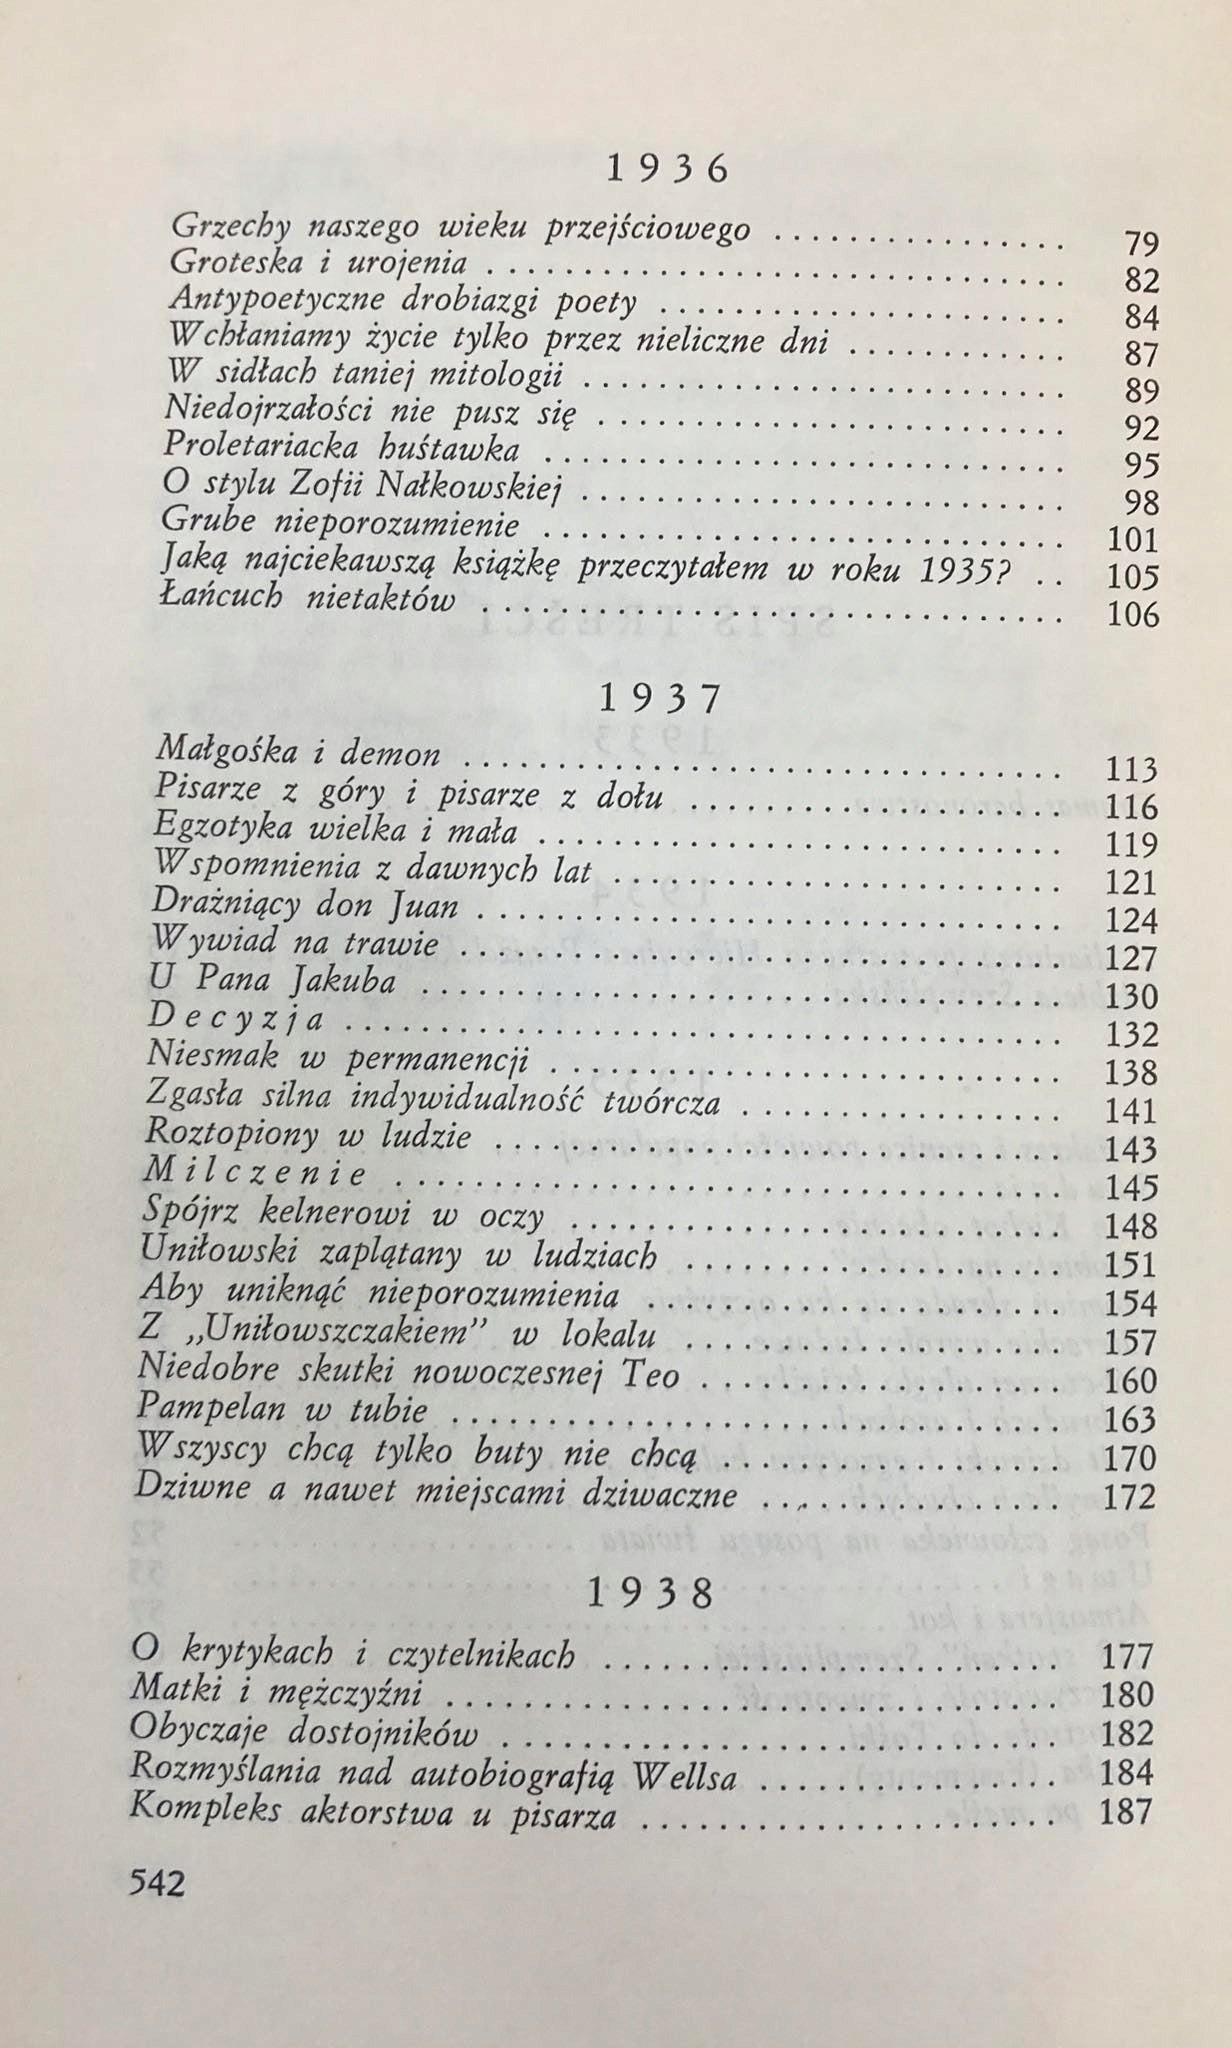 1936
Grzechy naszego wieku przejściowego ................ 79
Groteska i urojenia ................................ 82
Antypoetyczne drobiazgi poety ...................... 84
Wchłaniamy życie tylko przez nieliczne dni ............ 87
W sidłach taniej mitologii .......................... 89
Niedojrzałości nie pusz się ......................... 92
Proletariacka huśtawka ............................ 95
O stylu Zofii Nałkowskiej .......................... 98
Grube nieporozumienie ............................ 101
Jaką najciekawszą książkę przeczytałem w roku 1935? .. 105
Łańcuch nietaktów ................................ 106
1937
Małgośka i demon ................................ 113
Pisarze z góry i pisarze z dołu .................... 116
Egzotyka wielka i mała ............................ 119
Wspomnienia z dawnych lat ........................ 121
Drażniący don Juan ................................ 124
Wywiad na trawie ................................ 127
U Pana Jakuba .................................. 130
Decyzja ...................................... 132
Niesmak w permanencji ............................ 138
Zgasła silna indywidualność twórcza ................ 141
Roztopiony w ludzie .............................. 143
Milczenie .................................... 145
Spójrz kelnerowi w oczy .......................... 148
Uniłowski zaplątany w ludziach .................... 151
Aby uniknąć nieporozumienia ...................... 154
Z „Uniłowszczakiem” w lokalu .................... 157
Niedobre skutki nowoczesnej Teo .................... 160
Pampelan w tubie ................................ 163
Wszyscy chcą tylko buty nie chcą .................. 170
Dziwne a nawet miejscami dziwaczne ................ 172
1938
O krytykach i czytelnikach ........................ 177
Matki i mężczyźni ................................ 180
Obyczaje dostojników .............................. 182
Rozmyślania nad autobiografią Wellsa ................ 184
Kompleks aktorstwa u pisarza ...................... 187
542